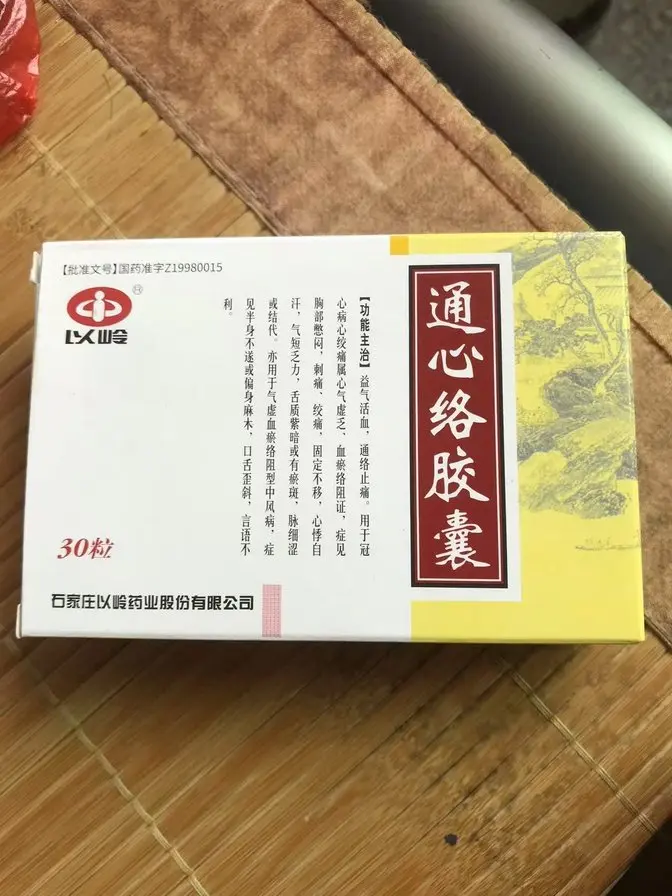 【批准文号】国药准字Z19980015
R
以岭
通心络胶囊
【功能主治】益气活血，通络止痛。用于冠
心病心绞痛属心气虚乏、血瘀络阻证，症见
胸部憋闷，刺痛、绞痛，固定不移，心悸自
汗，气短乏力，舌质紫暗或有瘀斑，脉细涩
或结代。亦用于气虚血瘀络阻型中风病，症
见半身不遂或偏身麻木，口舌歪斜，言语不
利。
30粒
石家庄以岭药业股份有限公司